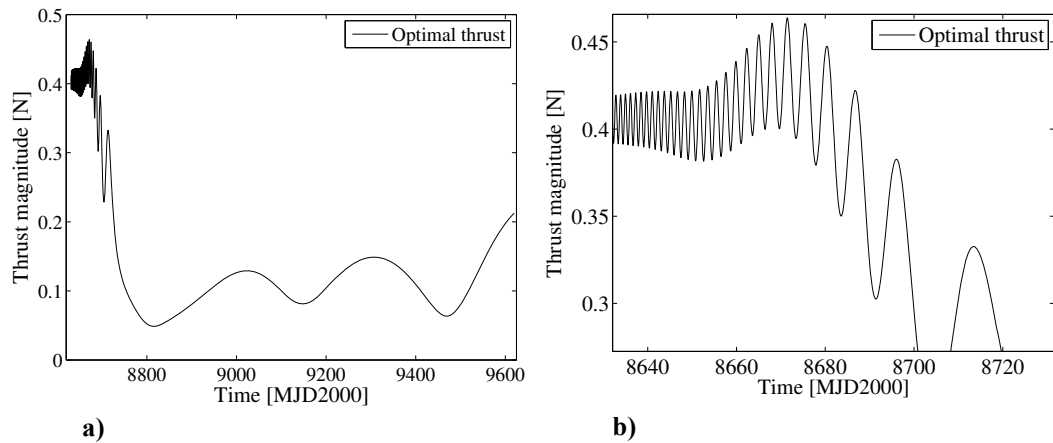 0.5
0.4
0.3
0.2
0.1
0
Thrust magnitude [N]
8800
9000
9200
9400
9600
Time [MJD2000]
Optimal thrust
a)
0.45
0.4
0.35
0.3
Thrust magnitude [N]
8640
8660
8680
8700
8720
Time [MJD2000]
Optimal thrust
b)